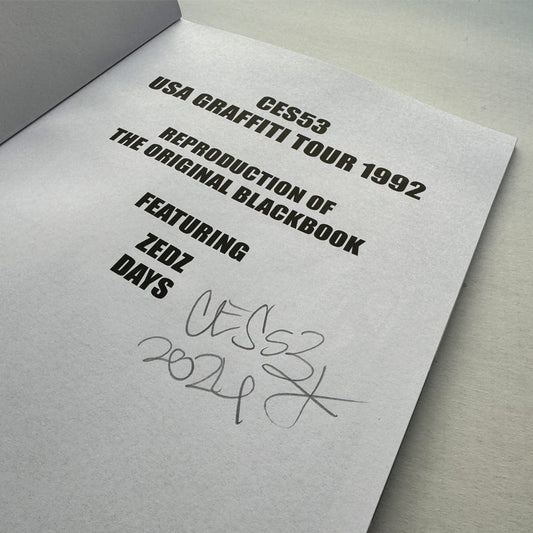 CES53
USA GRAFFITI TOUR 1992
REPRODUCTION OF
THE ORIGINAL BLACKBOOK
FEATURING
ZEDZ
DAYS
CES53
2024